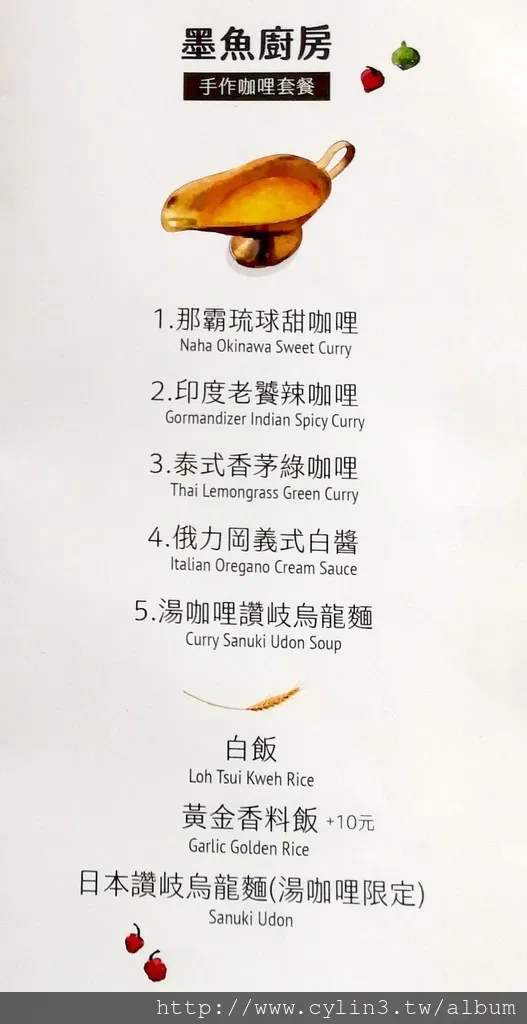 墨魚廚房
手作咖哩套餐
1.那霸琉球甜咖哩
Naha Okinawa Sweet Curry
2.印度老饕辣咖哩
Gormandizer Indian Spicy Curry
3.泰式香茅綠咖哩
Thai Lemongrass Green Curry
4.俄力岡義式白醬
Italian Oregano Cream Sauce
5.湯咖哩讚岐烏龍麵
Curry Sanuki Udon Soup
白飯
Loh Tsui Kweh Rice
黃金香料飯 +10元
Garlic Golden Rice
日本讚岐烏龍麵(湯咖哩限定)
Sanuki Udon
http://www.cylin3.tw/album